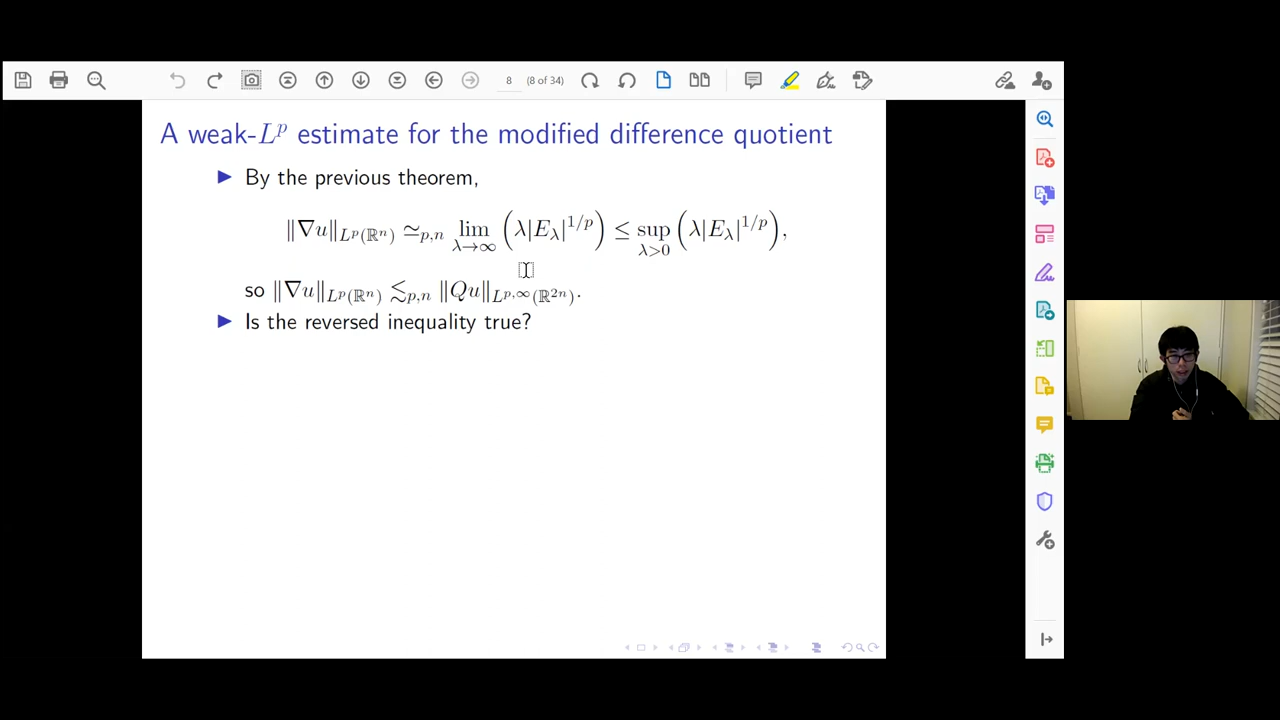 8 (8 of 34)
A weak-$L^p$ estimate for the modified difference quotient
▶ By the previous theorem,
$\|\nabla u\|_{L^p(\mathbb{R}^n)} \simeq_{p,n} \lim_{\lambda\to\infty} \left(\lambda|E_\lambda|^{1/p}\right) \leq \sup_{\lambda>0} \left(\lambda|E_\lambda|^{1/p}\right),$
so $\|\nabla u\|_{L^p(\mathbb{R}^n)} \lesssim_{p,n} \|Qu\|_{L^{p,\infty}(\mathbb{R}^{2n})}.$
▶ Is the reversed inequality true?